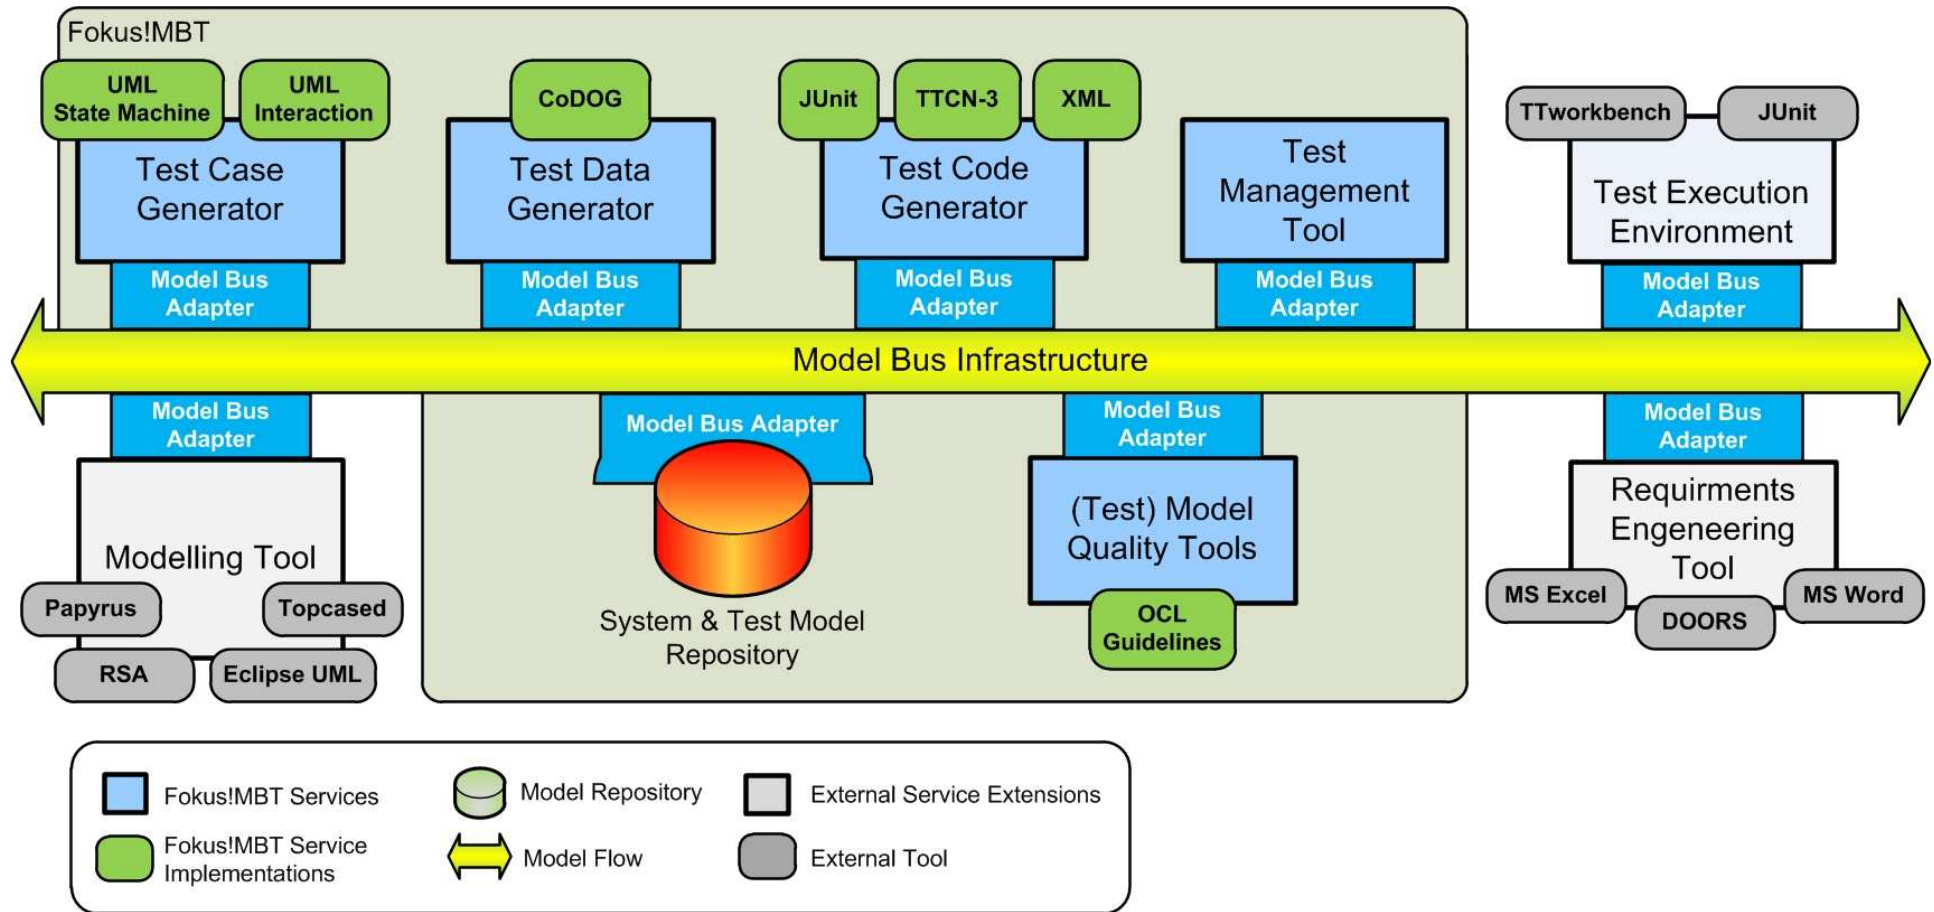 Fokus!MBT
UML
State Machine
UML
Interaction
CoDOG
JUnit
TTCN-3
XML
TTworkbench
JUnit
Test Case
Generator
Test Data
Generator
Test Code
Generator
Test
Management
Tool
Test Execution
Environment
Model Bus
Adapter
Model Bus
Adapter
Model Bus
Adapter
Model Bus
Adapter
Model Bus
Adapter
Model Bus Infrastructure
Model Bus
Adapter
Model Bus Adapter
Model Bus
Adapter
Model Bus
Adapter
Modelling Tool
Papyrus
Topcased
RSA
Eclipse UML
System & Test Model
Repository
(Test) Model
Quality Tools
OCL
Guidelines
Requirments
Engeneering
Tool
MS Excel
MS Word
DOORS
Fokus!MBT Services
Model Repository
External Service Extensions
Fokus!MBT Service
Implementations
Model Flow
External Tool